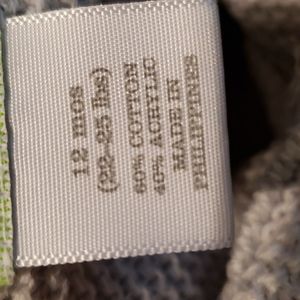 12 mos
(22-25 lbs)
60% COTTON
40% ACRYLIC
MADE IN
PHILIPPINES